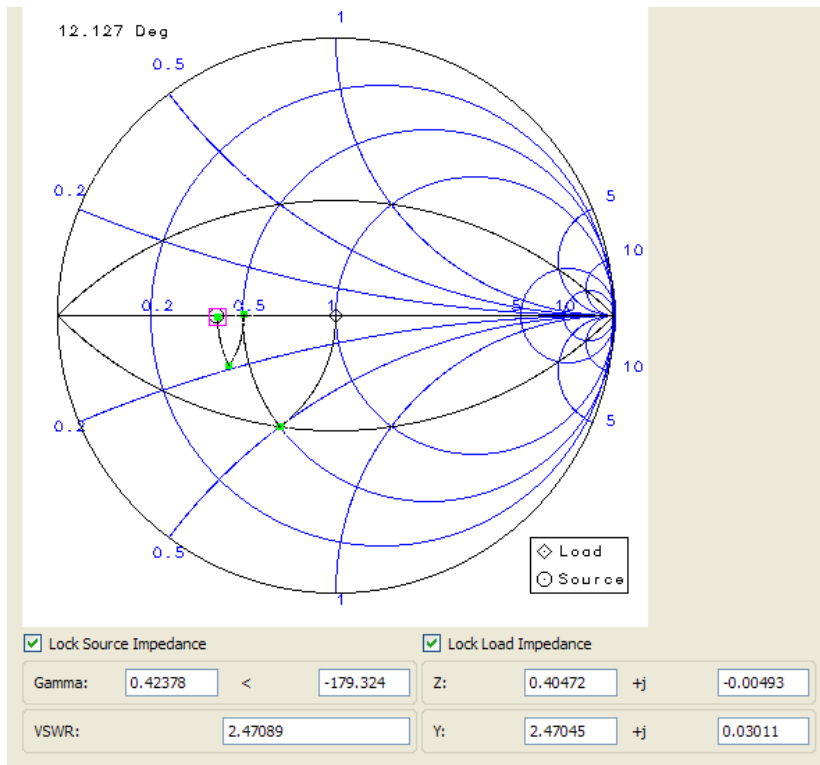 12.127 Deg
1
0.5
0.2
5
10
0.2 0.5 1 5 10
10
0.2
5
0.5
1
Load
Source
Lock Source Impedance Lock Load Impedance
Gamma: 0.42378 < -179.324 Z: 0.40472 +j -0.00493
VSWR: 2.47089 Y: 2.47045 +j 0.03011